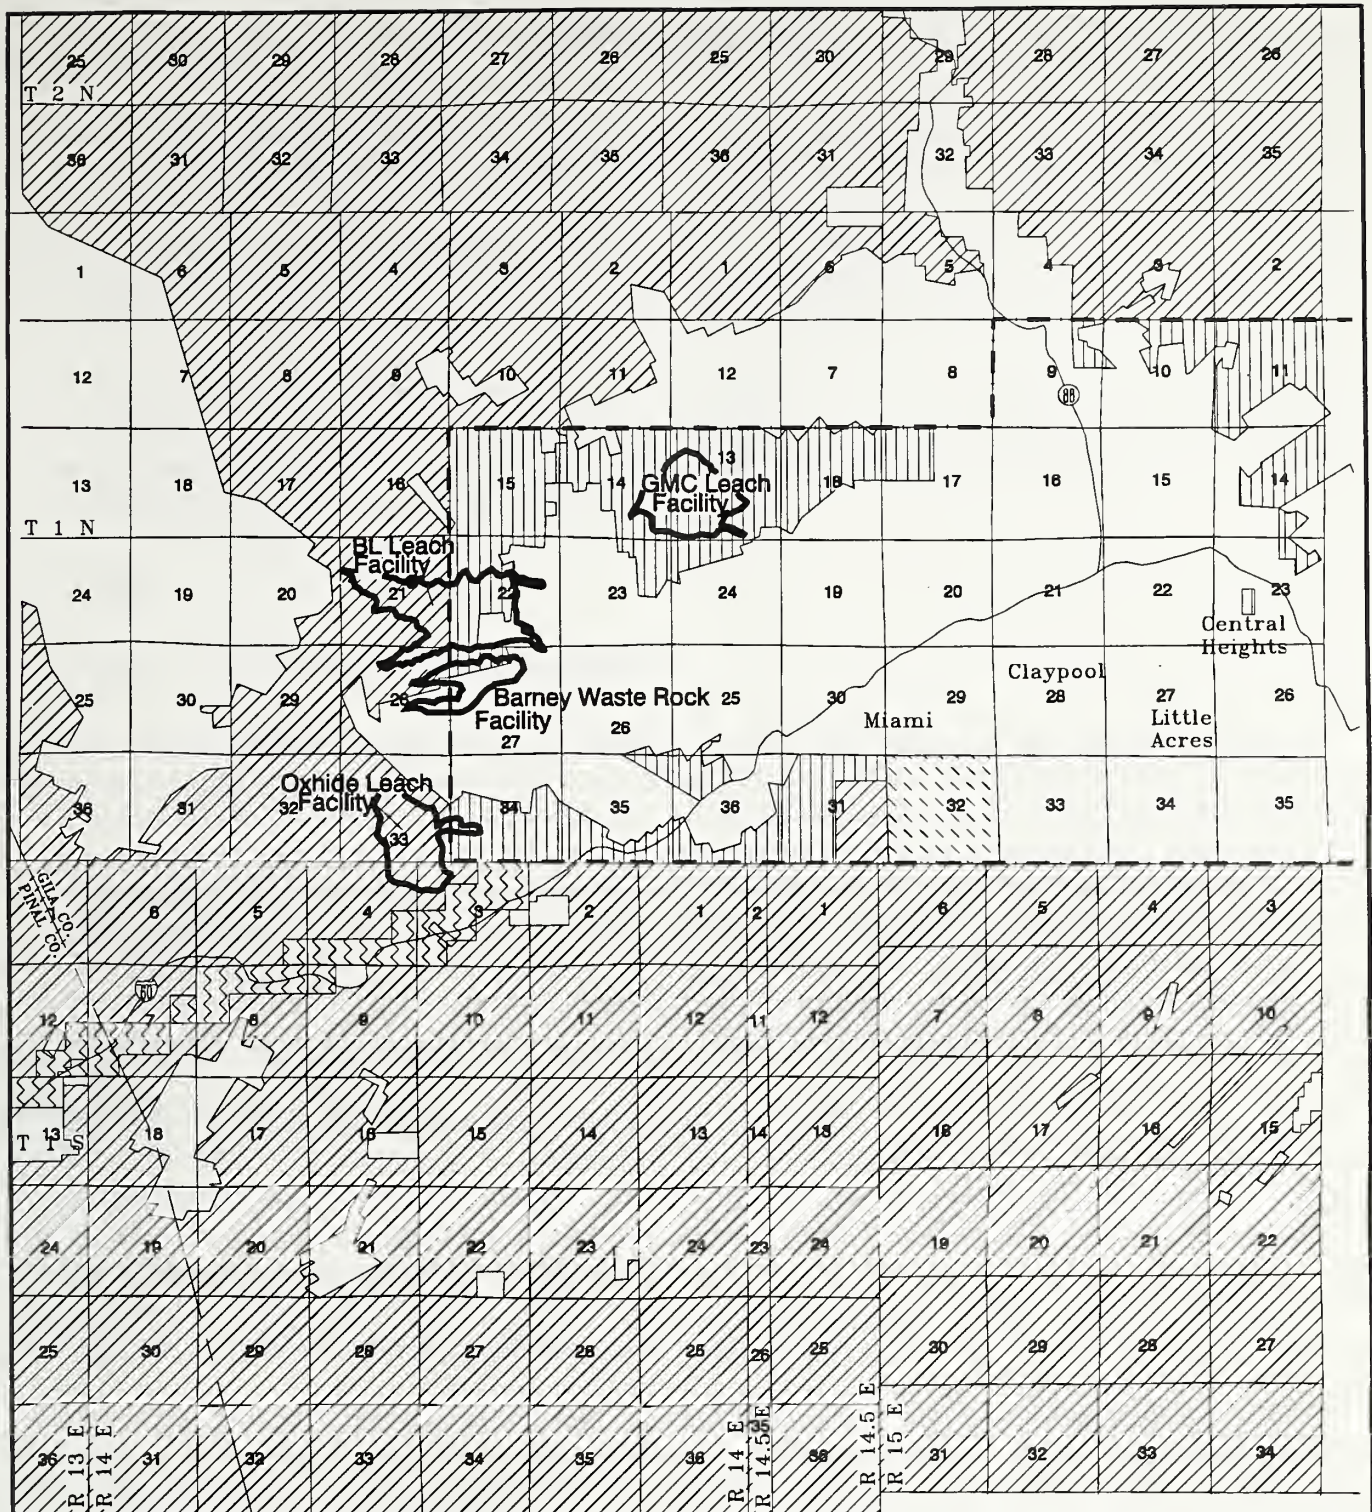 25 30 29 28 27 26 25 30 29 28 27 26
T 2 N
36 31 32 33 34 35 36 31 32 33 34 35
1 6 5 4 3 2 1 6 5 4 3 2
12 7 8 9 10 11 12 7 8 9 10 11
88
13 18 17 16 15 14 13 18 17 16 15 14
GMC Leach
Facility
T 1 N
BL Leach
Facility
24 19 20 21 22 23 24 19 20 21 22 23
Central
Heights
Claypool
25 30 29 28 Barney Waste Rock 25 30 29 28 27 26
Facility 26 Miami Little
27 Acres
Oxhide Leach
Facility
36 31 32 33 34 35 36 31 32 33 34 35
GILA CO.
PINAL CO.
6 5 4 3 2 1 2 1 6 5 4 3
60
12 7 8 9 10 11 12 11 12 7 8 9 10
13 18 17 16 15 14 13 14 13 18 17 16 15
T 1 S
24 19 20 21 22 23 24 23 24 19 20 21 22
25 30 29 28 27 26 25 26 25 30 29 28 27
35
36 31 32 33 34 35 36 36 31 32 33 34
R 13 E
R 14 E
R 14 E
R 14.5 E
R 14.5 E
R 15 E